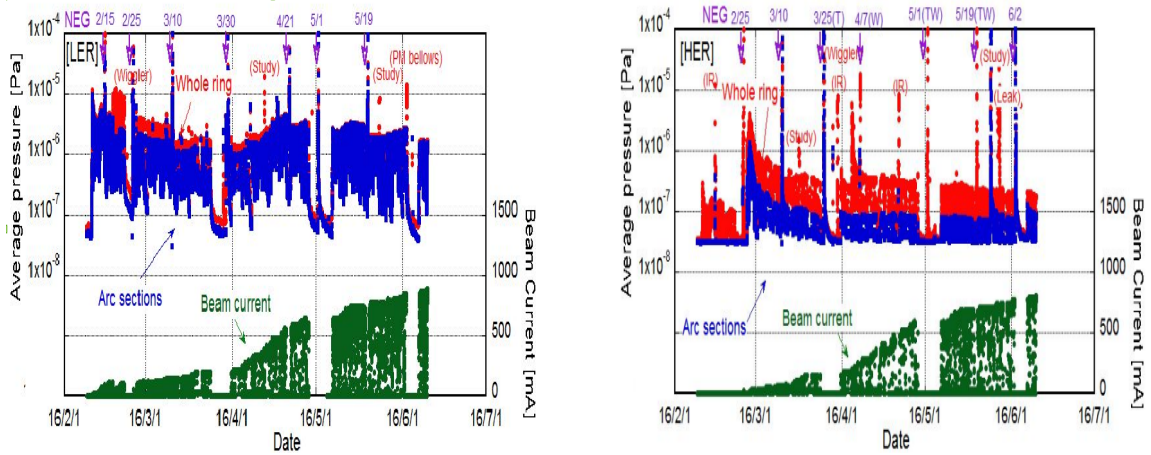 NEG 2/15 2/25 3/10 3/30 4/21 5/1 5/19
1x10⁻⁴
[LER]
(Wiggler)
Whole ring
(Study)
(Study)
(PM bellows)
1x10⁻⁵
1x10⁻⁶
1x10⁻⁷
1x10⁻⁸
Average pressure [Pa]
Arc sections
Beam current
1500
1000
500
0
Beam Current [mA]
16/2/1 16/3/1 16/4/1 16/5/1 16/6/1 16/7/1
Date
NEG 2/25 3/10 3/25(T) 4/7(W) 5/1(TW) 5/19(TW) 6/2
1x10⁻⁴
[HER]
(IR)
Whole ring
(Study)
(Wiggler)
(IR)
(IR)
(Study)
(Leak)
1x10⁻⁵
1x10⁻⁶
1x10⁻⁷
1x10⁻⁸
Average pressure [Pa]
Arc sections
Beam current
1500
1000
500
0
Beam Current [mA]
16/2/1 16/3/1 16/4/1 16/5/1 16/6/1 16/7/1
Date